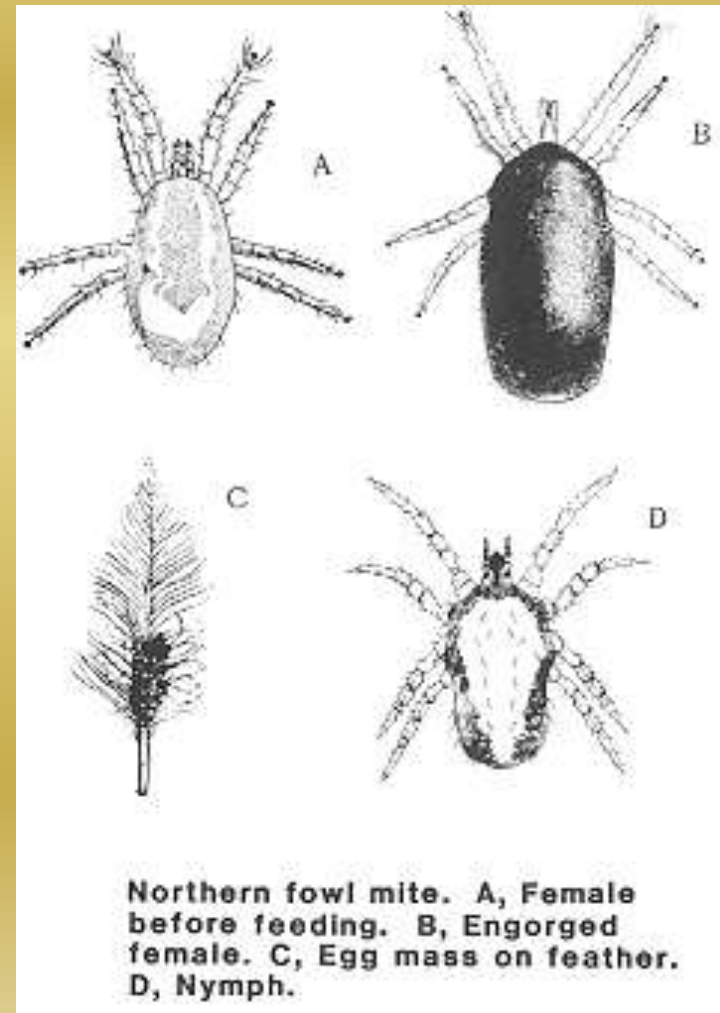 A
B
C
D
Northern fowl mite. A, Female
before feeding. B, Engorged
female. C, Egg mass on feather.
D, Nymph.